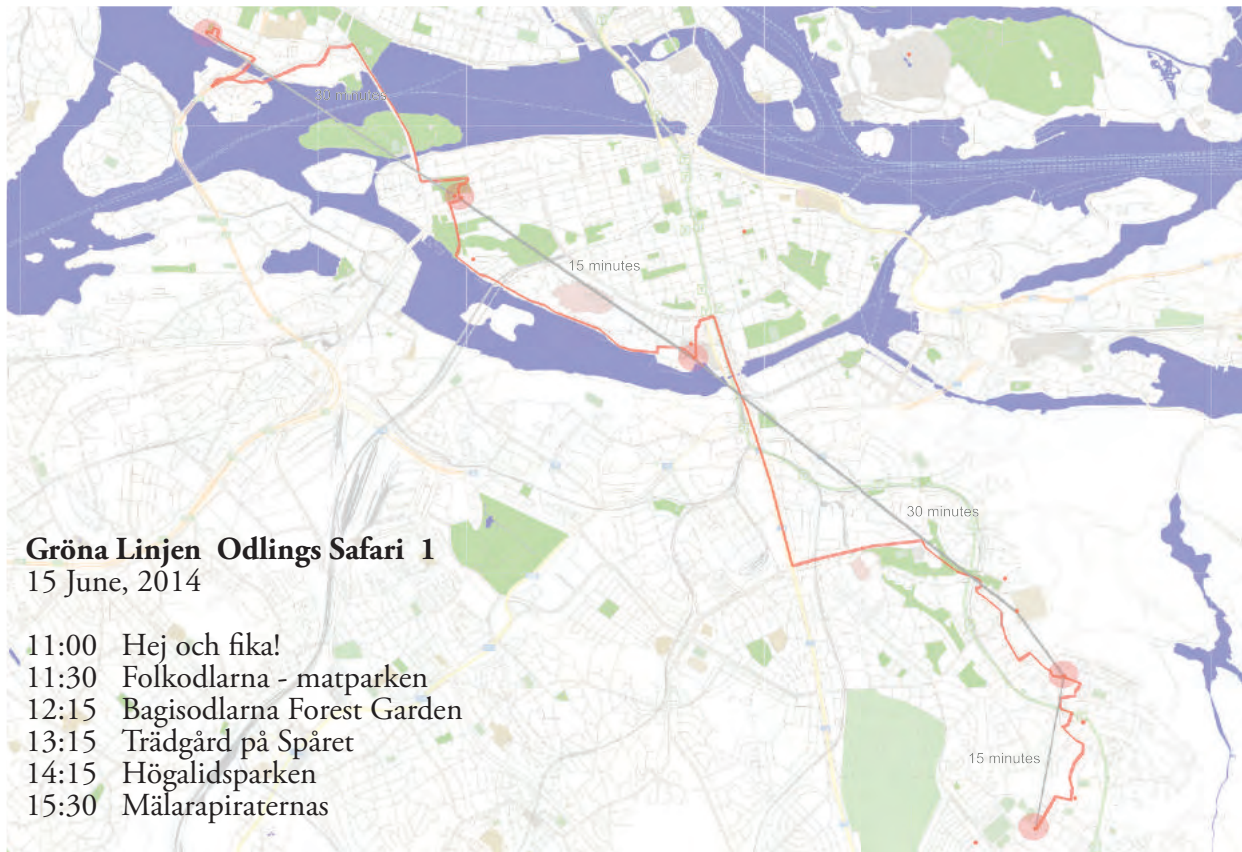 30 minutes
15 minutes
30 minutes
15 minutes
Gröna Linjen Odlings Safari 1
15 June, 2014
11:00 Hej och fika!
11:30 Folkodlarna - matparken
12:15 Bagisodlarna Forest Garden
13:15 Trädgård på Spåret
14:15 Högalidsparken
15:30 Mälarapiraternas